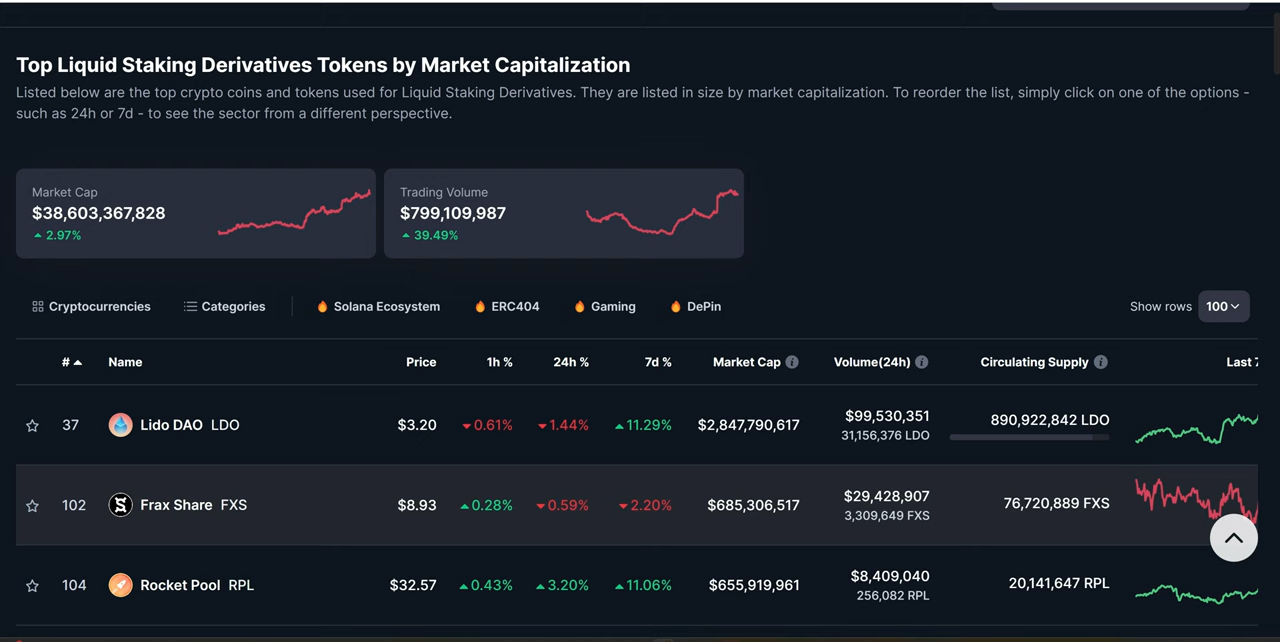 Top Liquid Staking Derivatives Tokens by Market Capitalization
Listed below are the top crypto coins and tokens used for Liquid Staking Derivatives. They are listed in size by market capitalization. To reorder the list, simply click on one of the options -
such as 24h or 7d - to see the sector from a different perspective.
Market Cap
$38,603,367,828
2.97%
Trading Volume
$799,109,987
39.49%
Cryptocurrencies Categories Solana Ecosystem ERC404 Gaming DePin Show rows 100
# Name Price 1h % 24h % 7d % Market Cap Volume(24h) Circulating Supply Last
37 Lido DAO LDO $3.20 0.61% 1.44% 11.29% $2,847,790,617 $99,530,351 890,922,842 LDO
31,156,376 LDO
102 Frax Share FXS $8.93 0.28% 0.59% 2.20% $685,306,517 $29,428,907 76,720,889 FXS
3,309,649 FXS
104 Rocket Pool RPL $32.57 0.43% 3.20% 11.06% $655,919,961 $8,409,040 20,141,647 RPL
256,082 RPL